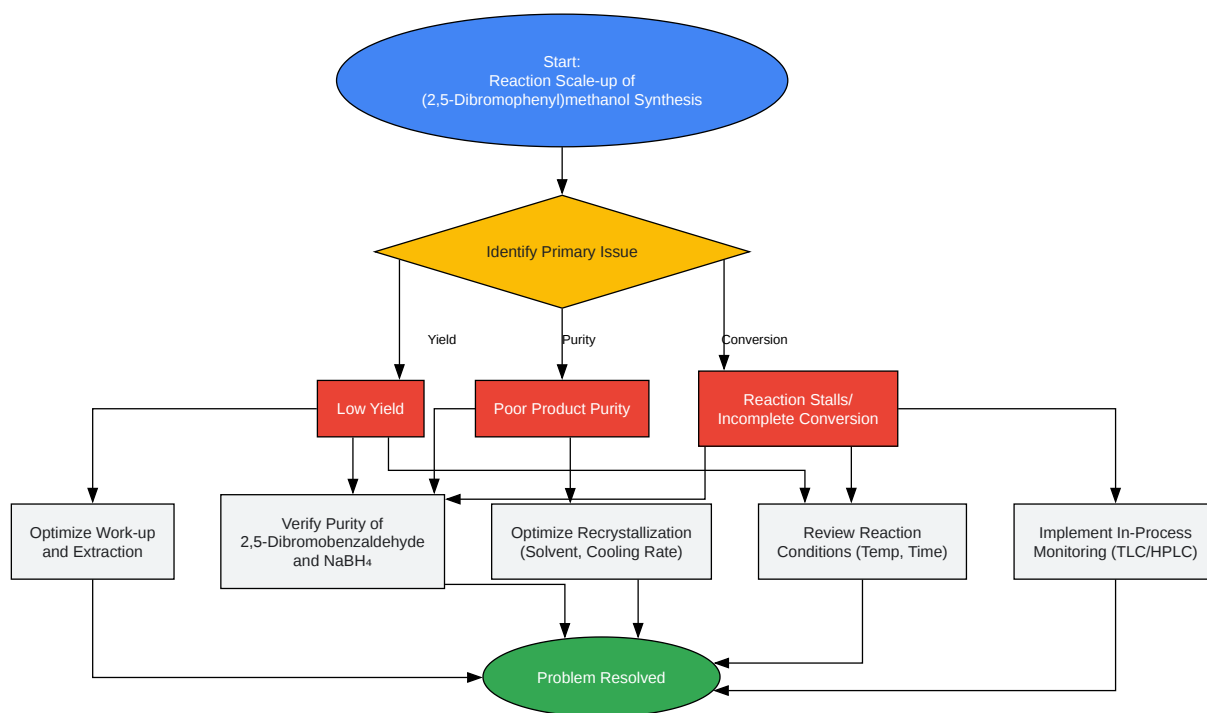 Start:
Reaction Scale-up of
(2,5-Dibromophenyl)methanol Synthesis
Identify Primary Issue
Yield
Purity
Conversion
Low Yield
Poor Product Purity
Reaction Stalls/
Incomplete Conversion
Optimize Work-up
and Extraction
Verify Purity of
2,5-Dibromobenzaldehyde
and NaBH₄
Optimize Recrystallization
(Solvent, Cooling Rate)
Review Reaction
Conditions (Temp, Time)
Implement In-Process
Monitoring (TLC/HPLC)
Problem Resolved